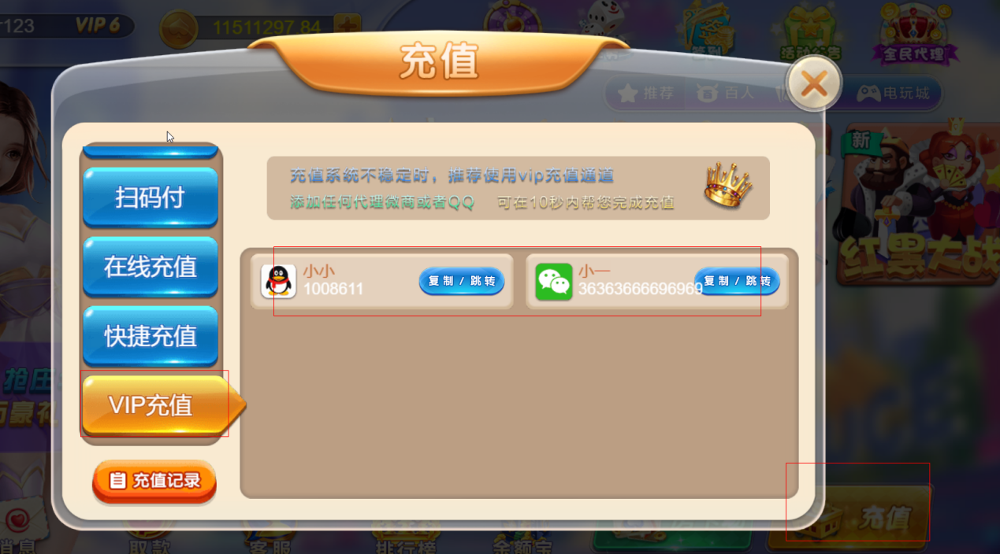 123
VIP 6
11511297.84
充值
签到
活动公告
全民代理
推荐
百人
电玩城
扫码付
在线充值
快捷充值
VIP充值
充值记录
充值系统不稳定时，推荐使用vip充值通道
添加任何代理微商或者QQ 可在10秒内帮您完成充值
小小
1008611
复制 / 跳转
小一
36363666696969
复制 / 跳转
新
红黑大战
抢庄
万豪礼
消息
取款
客服
排行榜
余额宝
充值